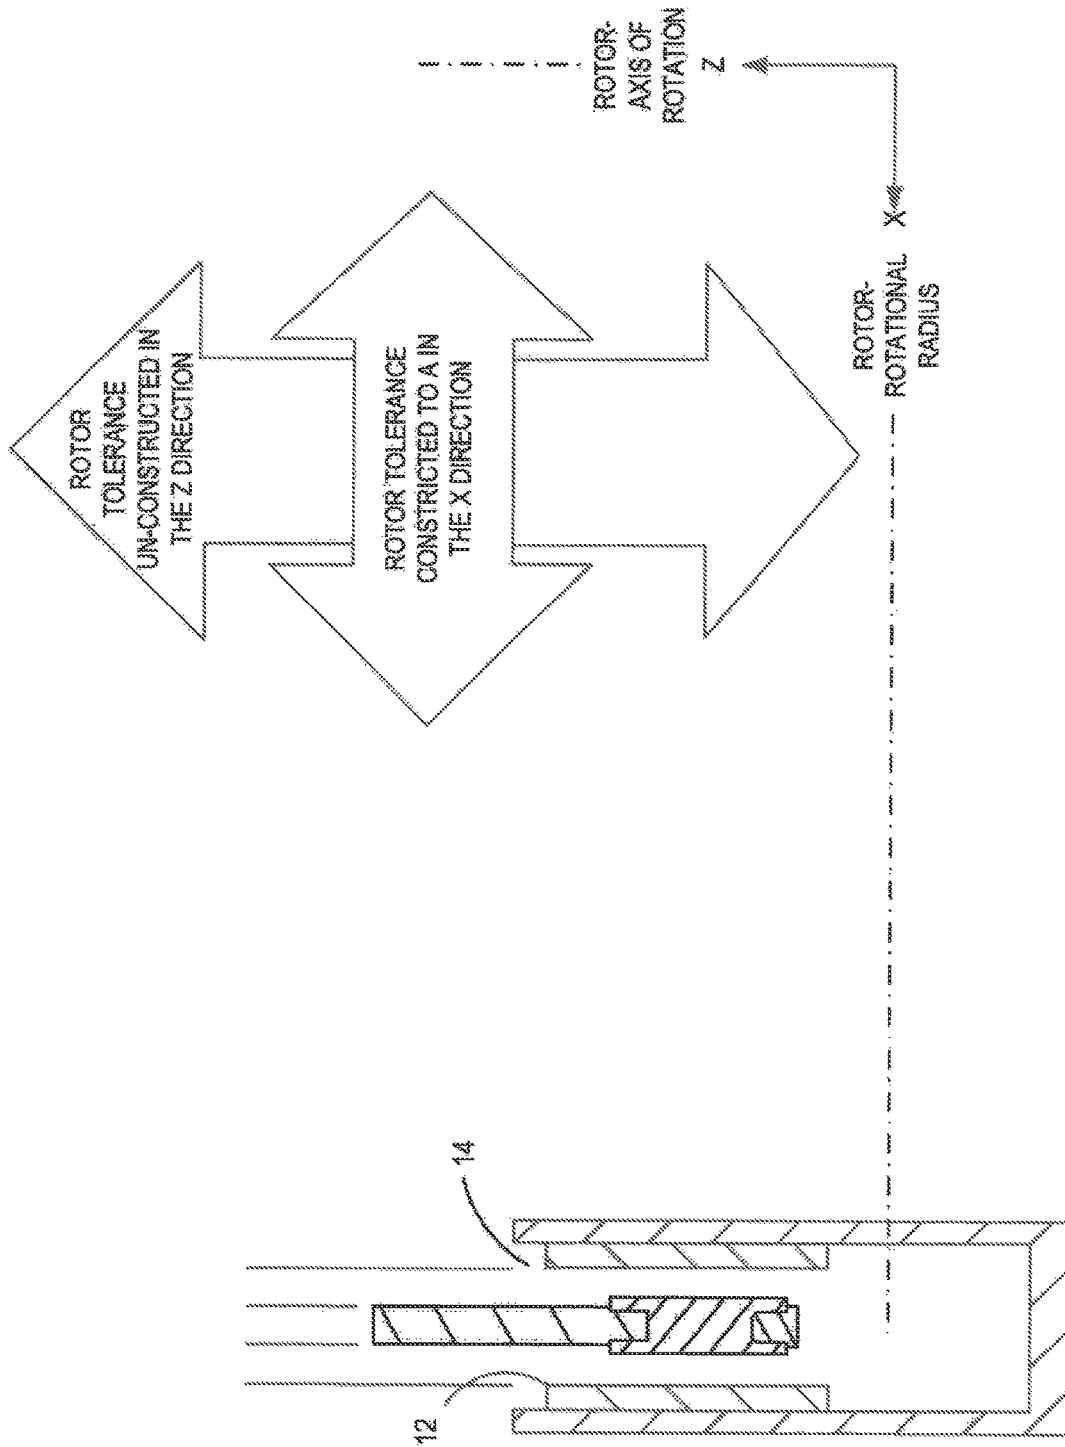 ROTOR
TOLERANCE
UN-CONSTRUCTED IN
THE Z DIRECTION
ROTOR TOLERANCE
CONSTRICTED TO A IN
THE X DIRECTION
ROTOR-
AXIS OF
ROTATION
Z
X
ROTOR-
ROTATIONAL
RADIUS
14
12